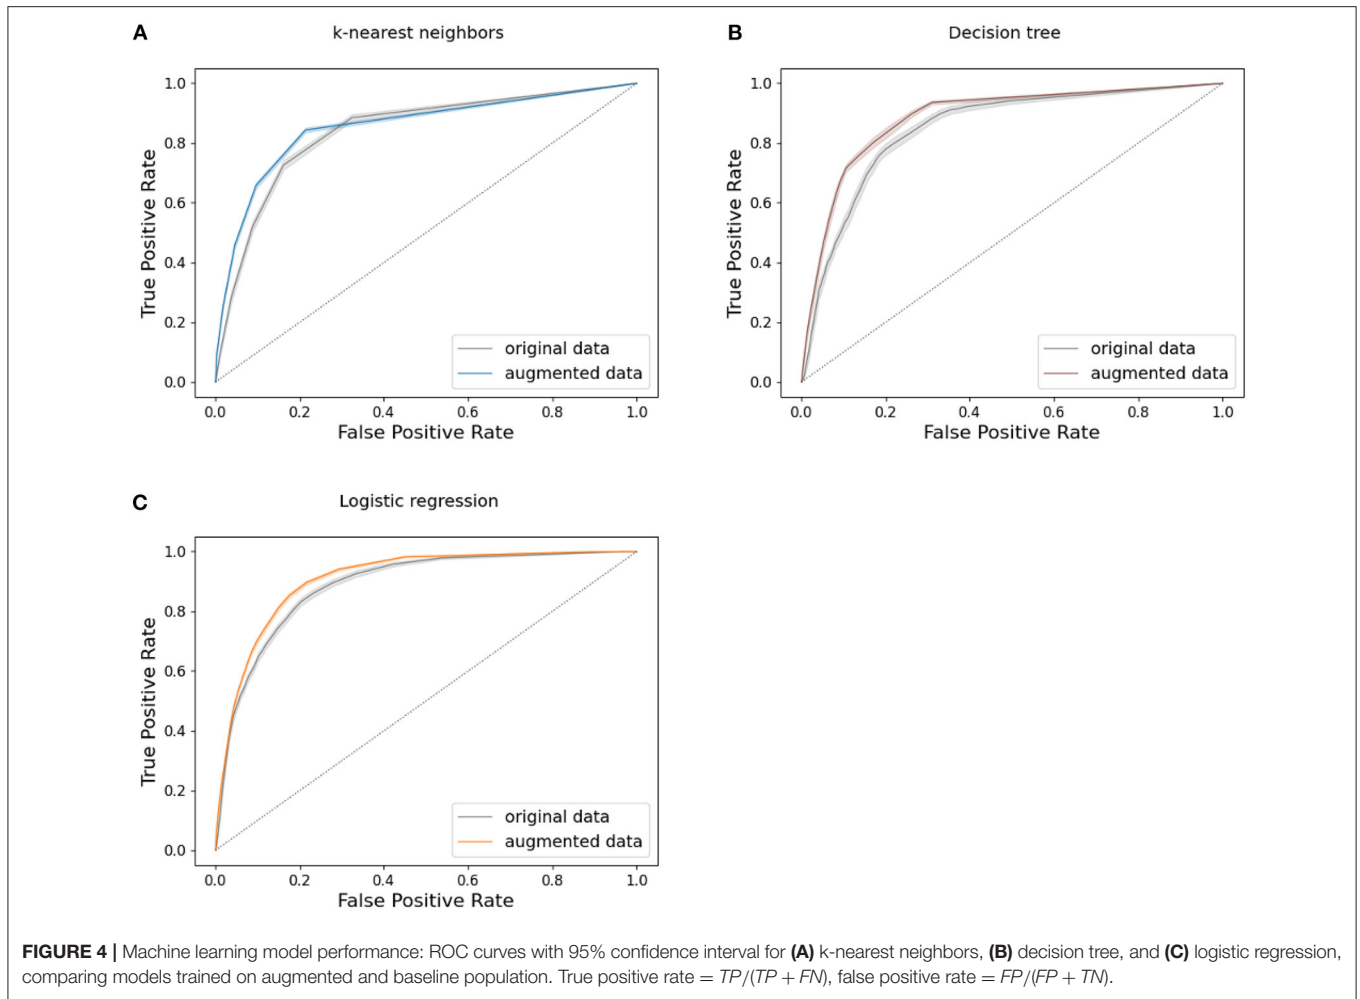 A
k-nearest neighbors
1.0
0.8
0.6
0.4
0.2
0.0
True Positive Rate
original data
augmented data
0.0 0.2 0.4 0.6 0.8 1.0
False Positive Rate
B
Decision tree
1.0
0.8
0.6
0.4
0.2
0.0
True Positive Rate
original data
augmented data
0.0 0.2 0.4 0.6 0.8 1.0
False Positive Rate
C
Logistic regression
1.0
0.8
0.6
0.4
0.2
0.0
True Positive Rate
original data
augmented data
0.0 0.2 0.4 0.6 0.8 1.0
False Positive Rate
FIGURE 4 | Machine learning model performance: ROC curves with 95% confidence interval for (A) k-nearest neighbors, (B) decision tree, and (C) logistic regression,
comparing models trained on augmented and baseline population. True positive rate = TP/(TP + FN), false positive rate = FP/(FP + TN).